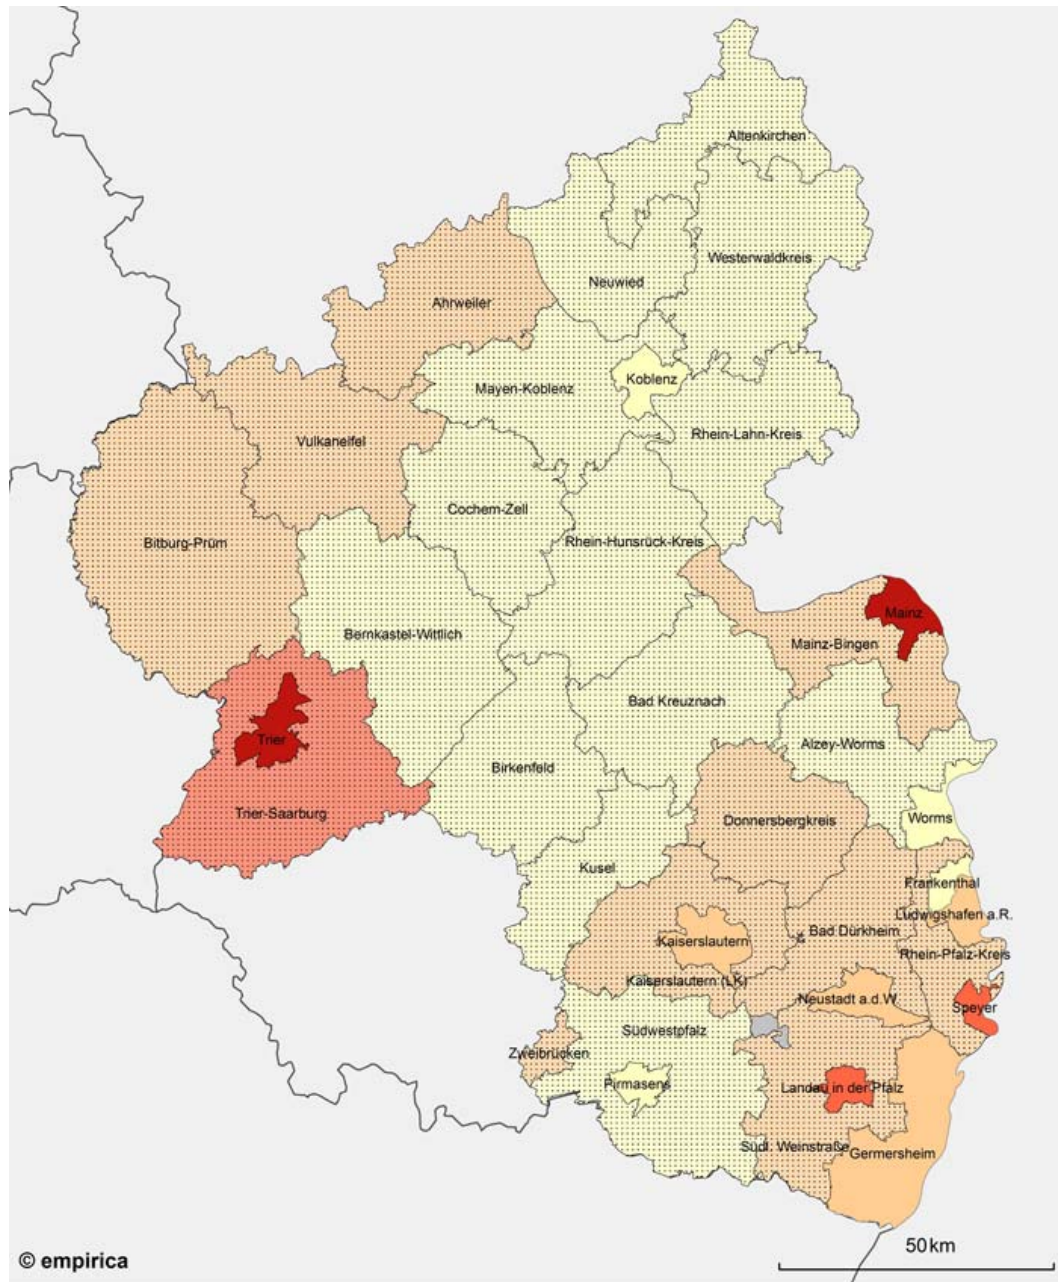 Altenkirchen
Westerwaldkreis
Neuwied
Ahrweiler
Koblenz
Mayen-Koblenz
Rhein-Lahn-Kreis
Vulkaneifel
Cochem-Zell
Bitburg-Prüm
Rhein-Hunsrück-Kreis
Mainz
Bernkastel-Wittlich
Mainz-Bingen
Bad Kreuznach
Trier
Alzey-Worms
Birkenfeld
Trier-Saarburg
Donnersbergkreis
Worms
Kusel
Frankenthal
Ludwigshafen a.R.
Bad Dürkheim
Kaiserslautern
Rhein-Pfalz-Kreis
Kaiserslautern (LK)
Neustadt a.d.W.
Speyer
Südwestpfalz
Zweibrücken
Pirmasens
Landau in der Pfalz
Südl. Weinstraße
Germersheim
50km
© empirica